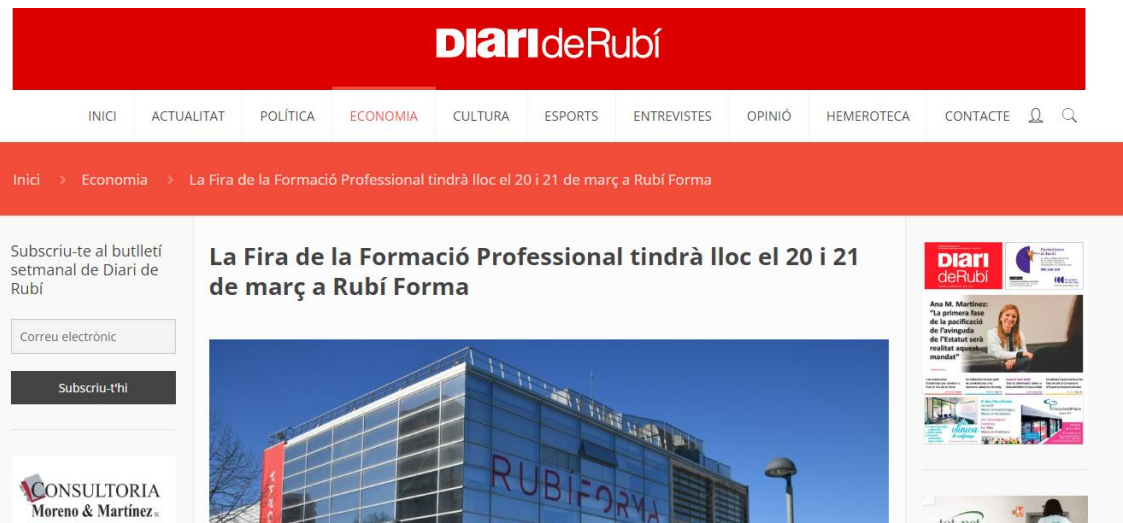 DIARI deRubí
INICI ACTUALITAT POLÍTICA ECONOMIA CULTURA ESPORTS ENTREVISTES OPINIÓ HEMEROTECA CONTACTE
Inici > Economia > La Fira de la Formació Professional tindrà lloc el 20 i 21 de març a Rubí Forma
Subscriu-te al butlletí
setmanal de Diari de
Rubí
Correu electrònic
Subscriu-t'hi
CONSULTORIA
Moreno & Martínez S.L.
La Fira de la Formació Professional tindrà lloc el 20 i 21
de març a Rubí Forma
RUBIFORMA
DIARI
deRubí
Ana M. Martínez:
"La primera fase
de la pacificació
de l'avinguda
de l'Estatut serà
realitat aquest
mandat"
clínica